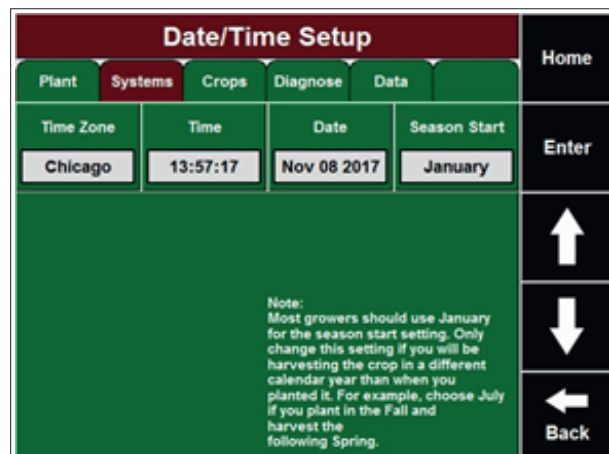 Date/Time Setup
Home
Plant Systems Crops Diagnose Data
Time Zone Time Date Season Start
Chicago 13:57:17 Nov 08 2017 January
Enter
Note:
Most growers should use January
for the season start setting. Only
change this setting if you will be
harvesting the crop in a different
calendar year than when you
planted it. For example, choose July
if you plant in the Fall and
harvest the
following Spring.
Back